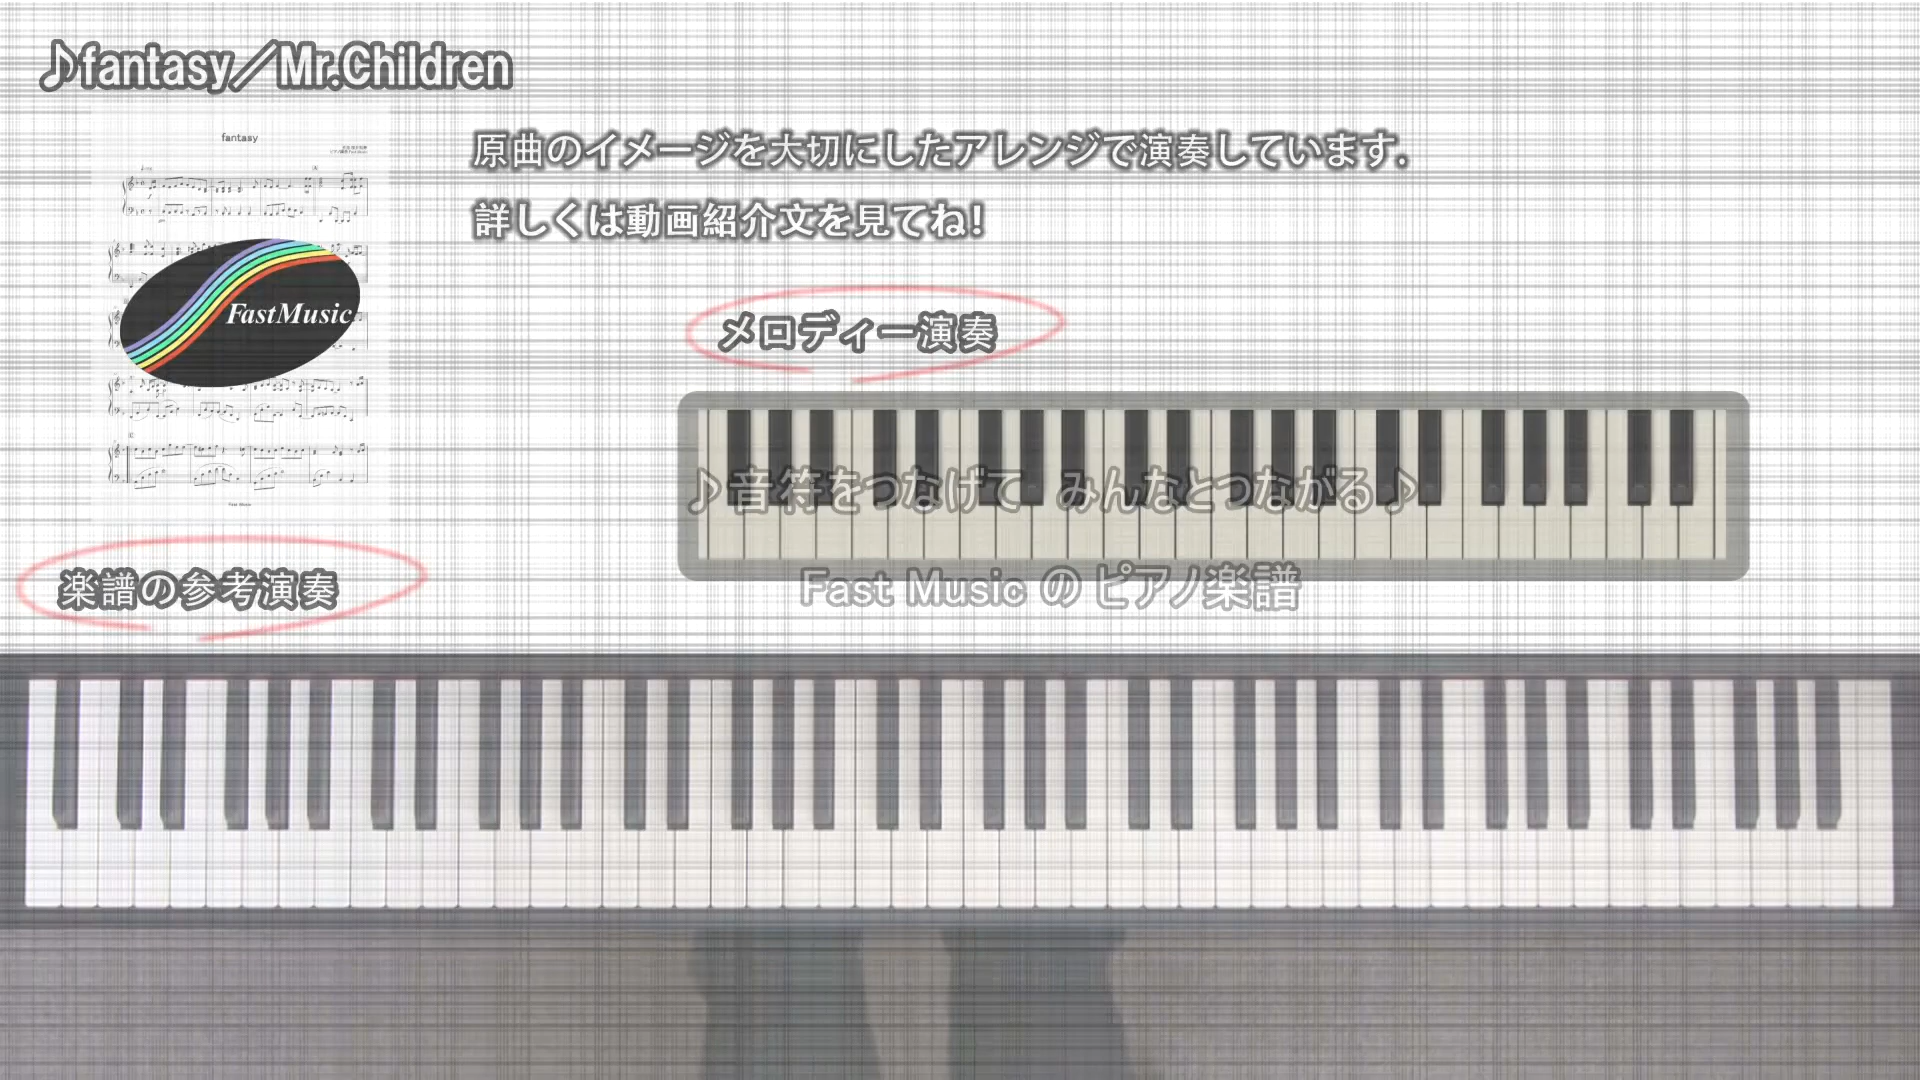 ♪fantasy／Mr.Children
fantasy
原曲のイメージを大切にしたアレンジで演奏しています.
詳しくは動画紹介文を見てね！
FastMusic
メロディー演奏
♪音符をつなげて みんなとつながる♪
Fast Music の ピアノ楽譜
楽譜の参考演奏